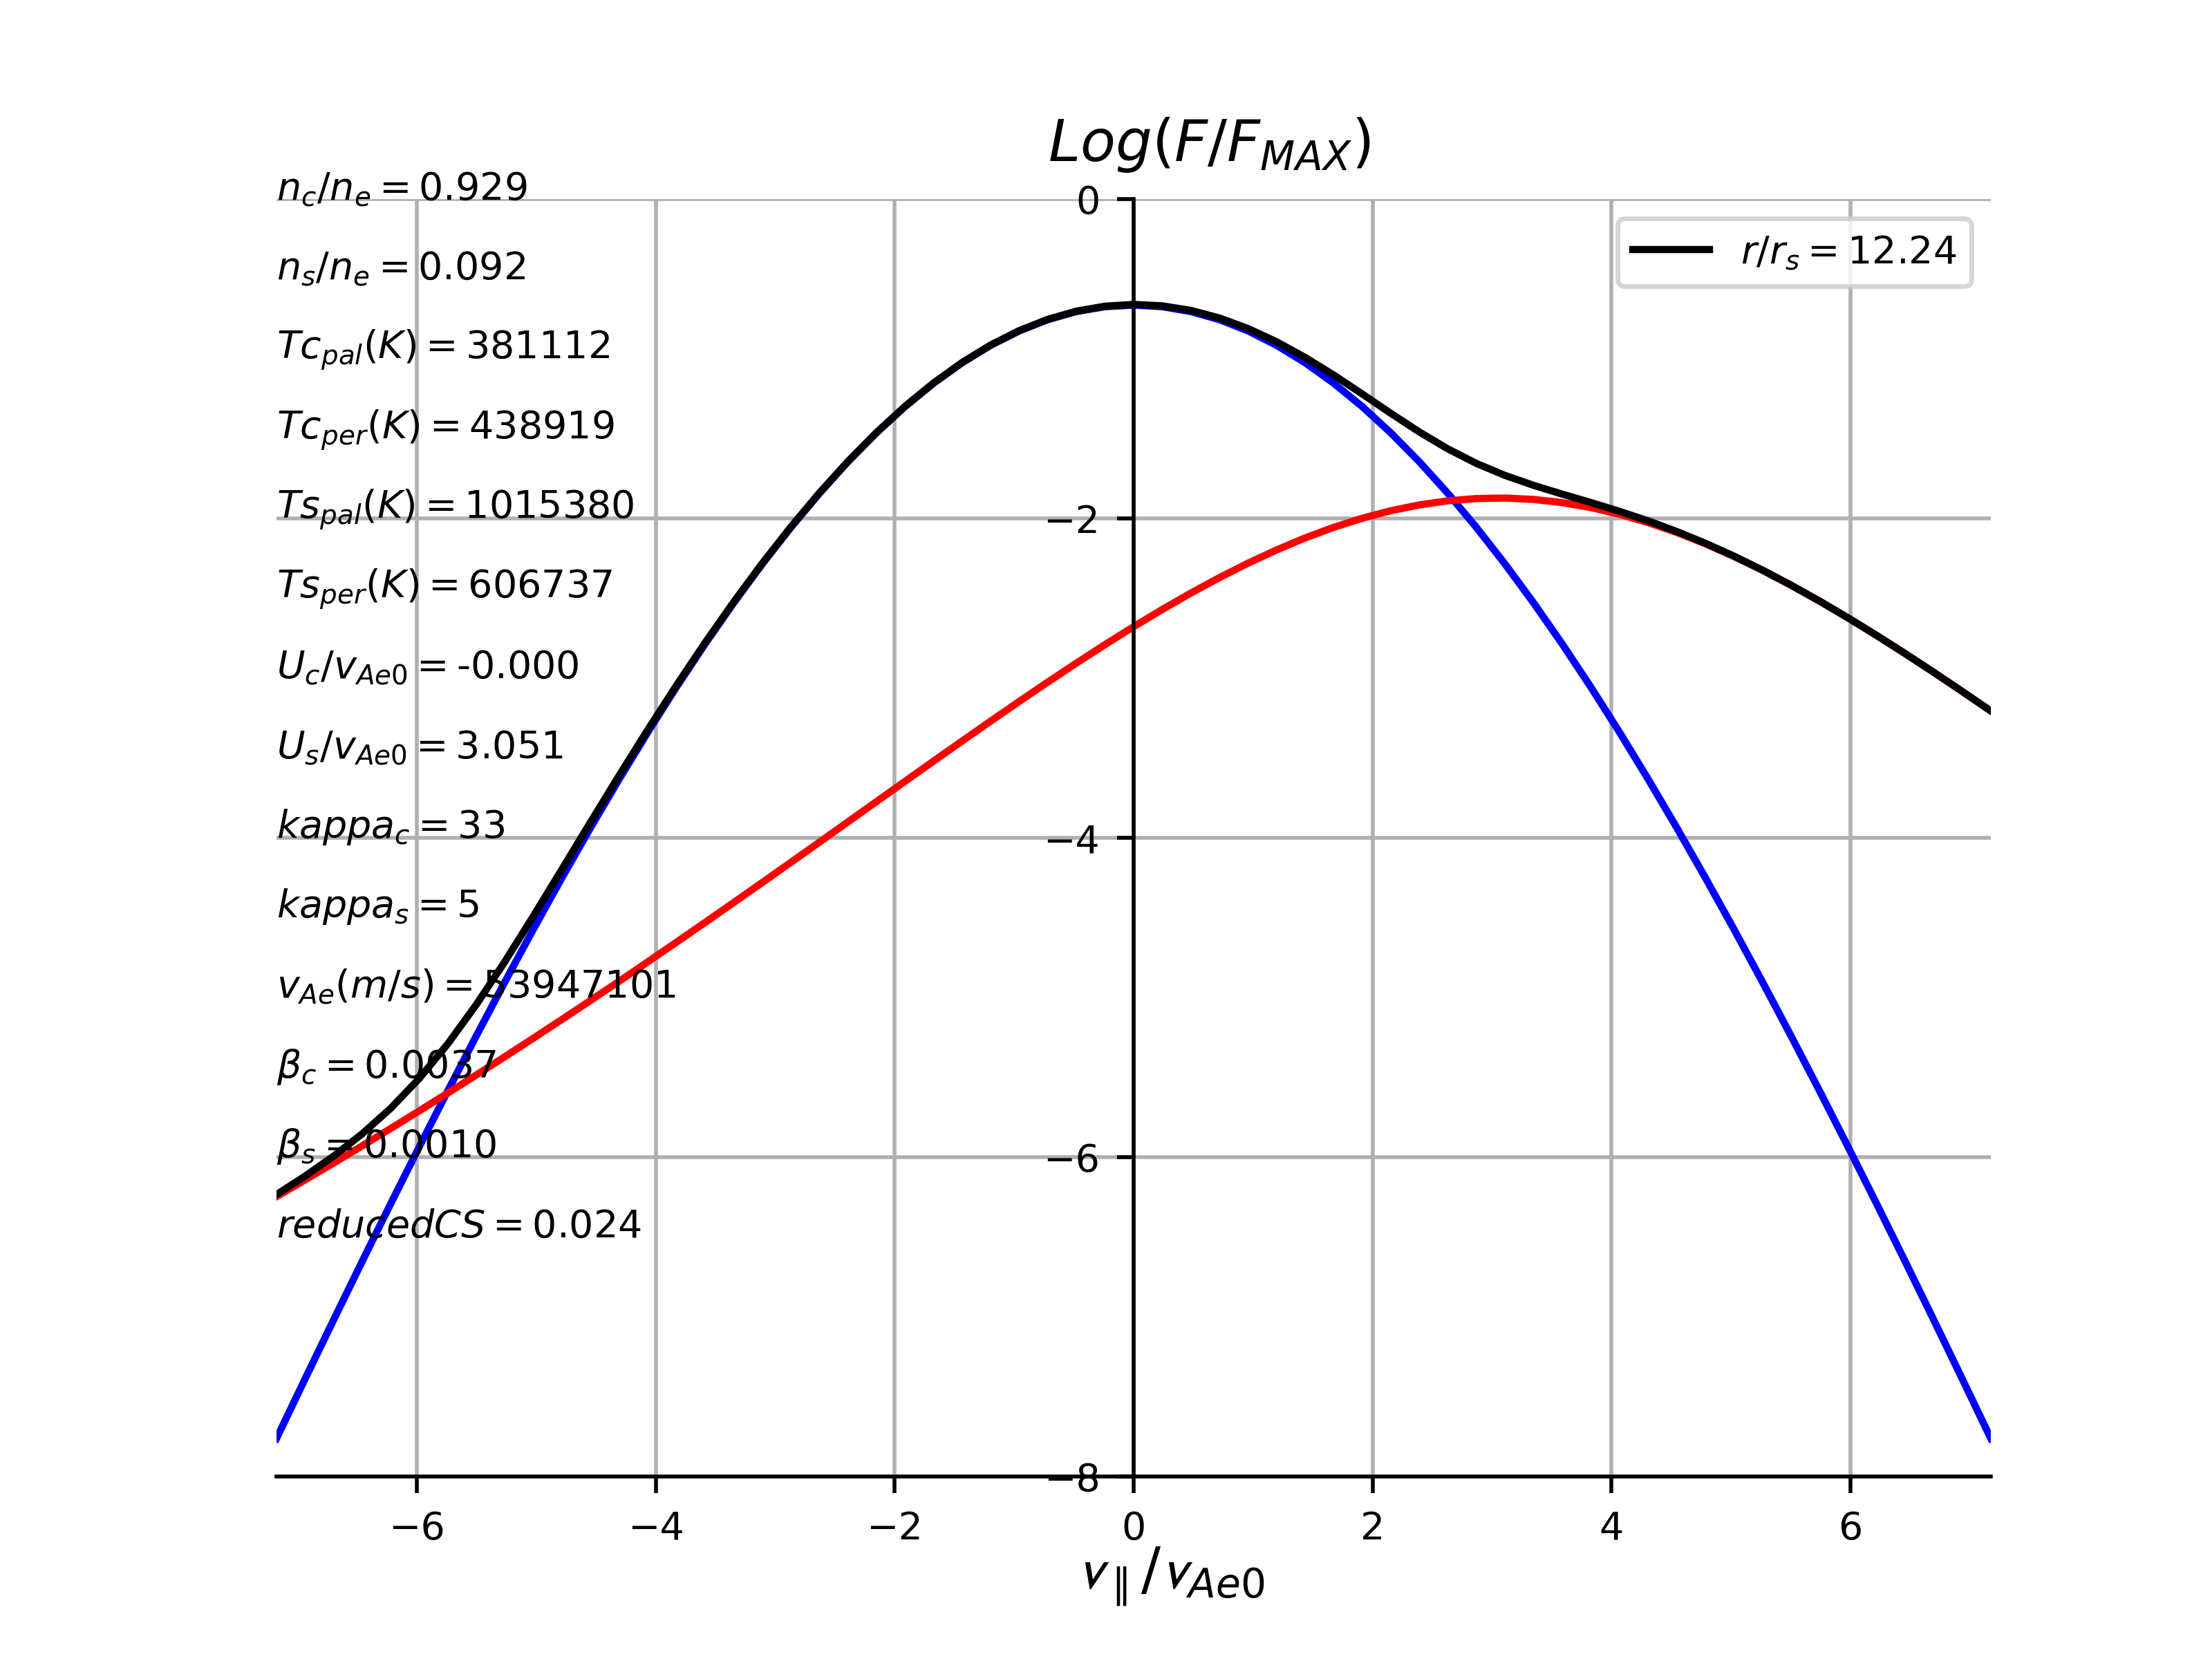 Log(F/F_MAX)
n_c/n_e = 0.929
0
r/r_s = 12.24
n_s/n_e = 0.092
Tc_pal(K) = 381112
Tc_per(K) = 438919
Ts_pal(K) = 1015380
−2
Ts_per(K) = 606737
U_c/v_Ae0 = -0.000
U_s/v_Ae0 = 3.051
kappa_c = 33
−4
kappa_s = 5
v_Ae(m/s) = 53947101
β_c = 0.0037
β_s = 0.0010
−6
reducedCS = 0.024
−8
−6 −4 −2 0 2 4 6
v_∥/v_Ae0